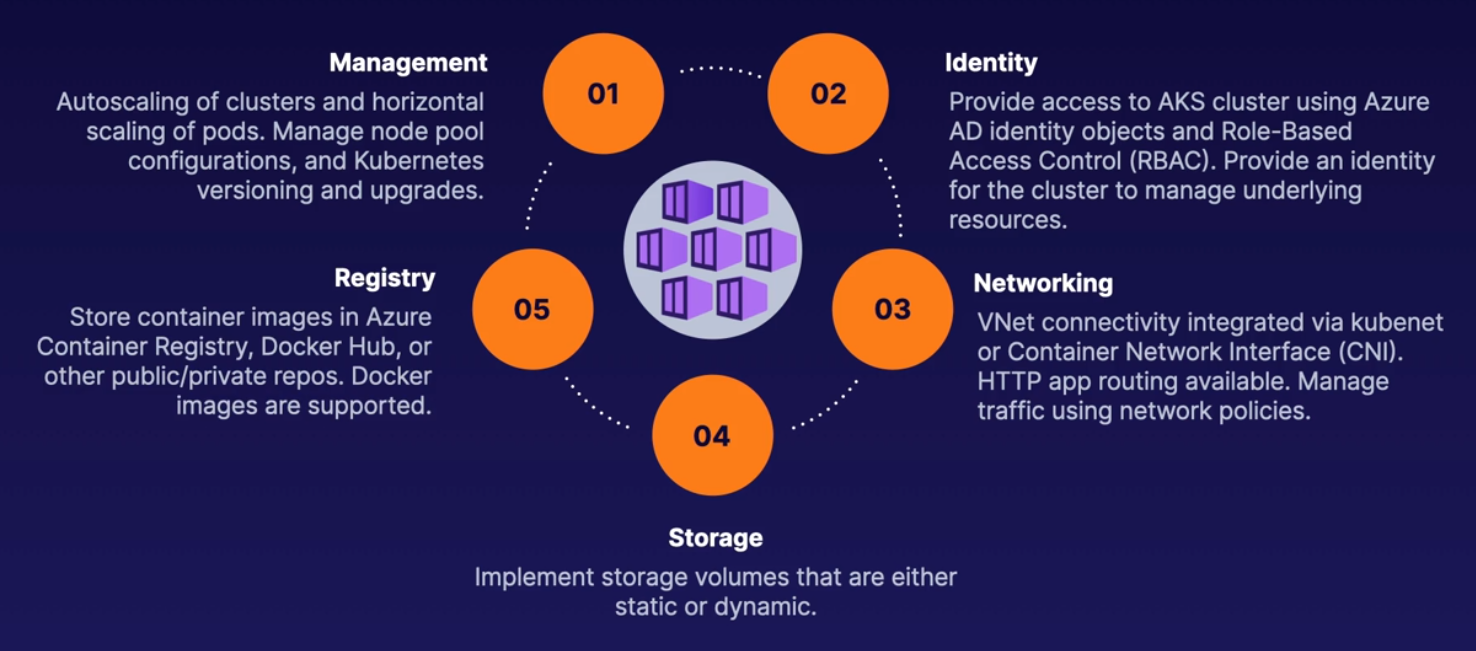 01
Management
Autoscaling of clusters and horizontal
scaling of pods. Manage node pool
configurations, and Kubernetes
versioning and upgrades.
02
Identity
Provide access to AKS cluster using Azure
AD identity objects and Role-Based
Access Control (RBAC). Provide an identity
for the cluster to manage underlying
resources.
03
Networking
VNet connectivity integrated via kubenet
or Container Network Interface (CNI).
HTTP app routing available. Manage
traffic using network policies.
04
Storage
Implement storage volumes that are either
static or dynamic.
05
Registry
Store container images in Azure
Container Registry, Docker Hub, or
other public/private repos. Docker
images are supported.